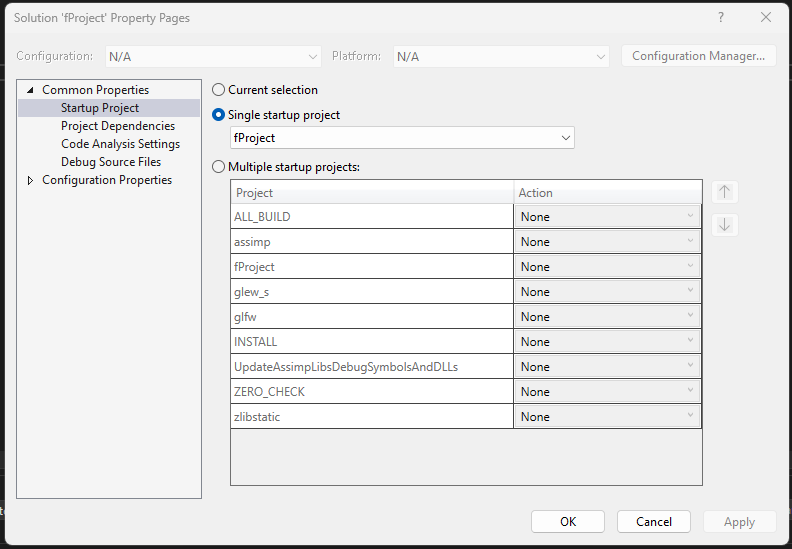 Solution 'fProject' Property Pages
?
Configuration: N/A Platform: N/A Configuration Manager...
Common Properties
Startup Project
Project Dependencies
Code Analysis Settings
Debug Source Files
Configuration Properties
Current selection
Single startup project
fProject
Multiple startup projects:
Project Action
ALL_BUILD None
assimp None
fProject None
glew_s None
glfw None
INSTALL None
UpdateAssimpLibsDebugSymbolsAndDLLs None
ZERO_CHECK None
zlibstatic None
OK Cancel Apply